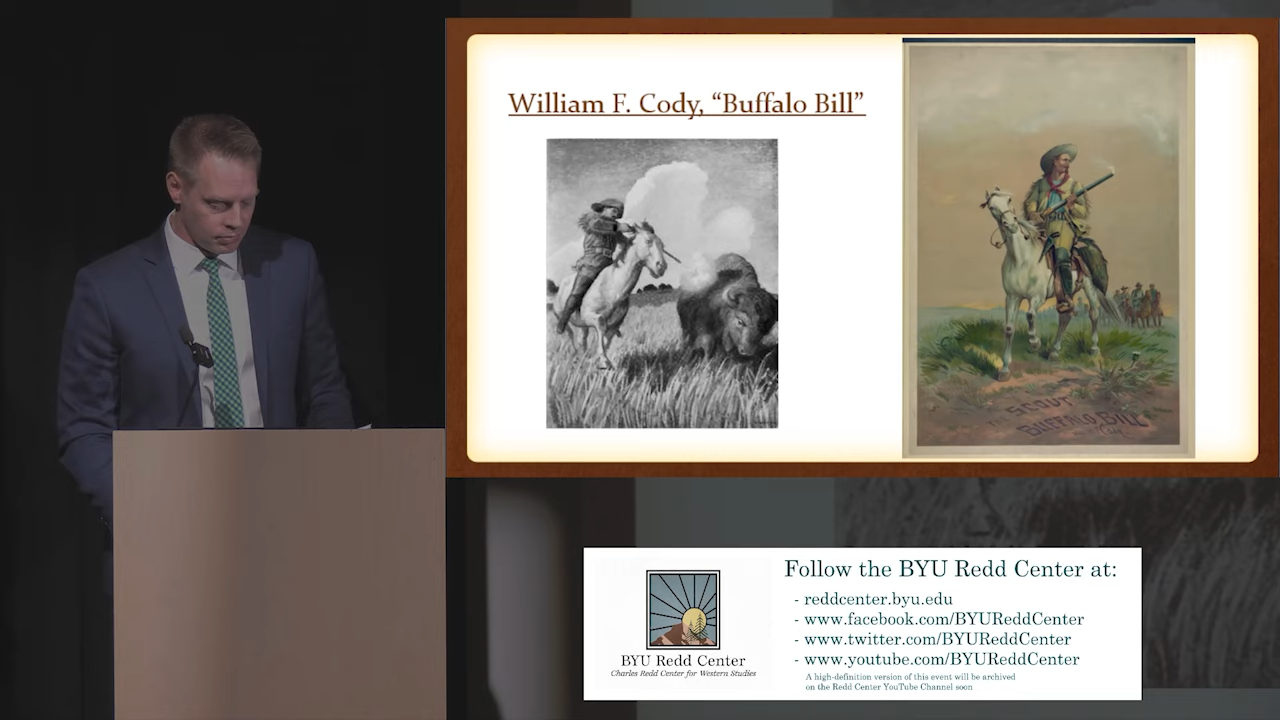 William F. Cody, “Buffalo Bill”
SCOUT
BUFFALO BILL
Follow the BYU Redd Center at:
- reddcenter.byu.edu
- www.facebook.com/BYUReddCenter
- www.twitter.com/BYUReddCenter
- www.youtube.com/BYUReddCenter
A high-definition version of this event will be archived
on the Redd Center YouTube Channel soon
BYU Redd Center
Charles Redd Center for Western Studies